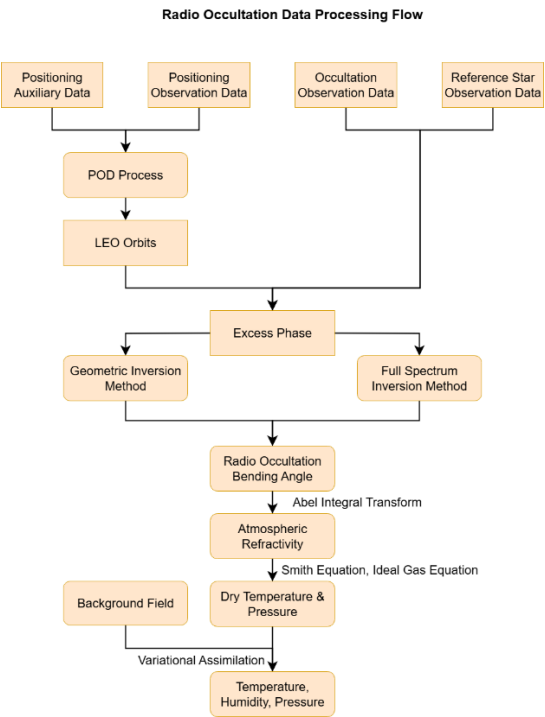 Radio Occultation Data Processing Flow
Positioning
Auxiliary Data
Positioning
Observation Data
Occultation
Observation Data
Reference Star
Observation Data
POD Process
LEO Orbits
Excess Phase
Geometric Inversion
Method
Full Spectrum
Inversion Method
Radio Occultation
Bending Angle
Abel Integral Transform
Atmospheric
Refractivity
Smith Equation, Ideal Gas Equation
Background Field
Dry Temperature &
Pressure
Variational Assimilation
Temperature,
Humidity, Pressure